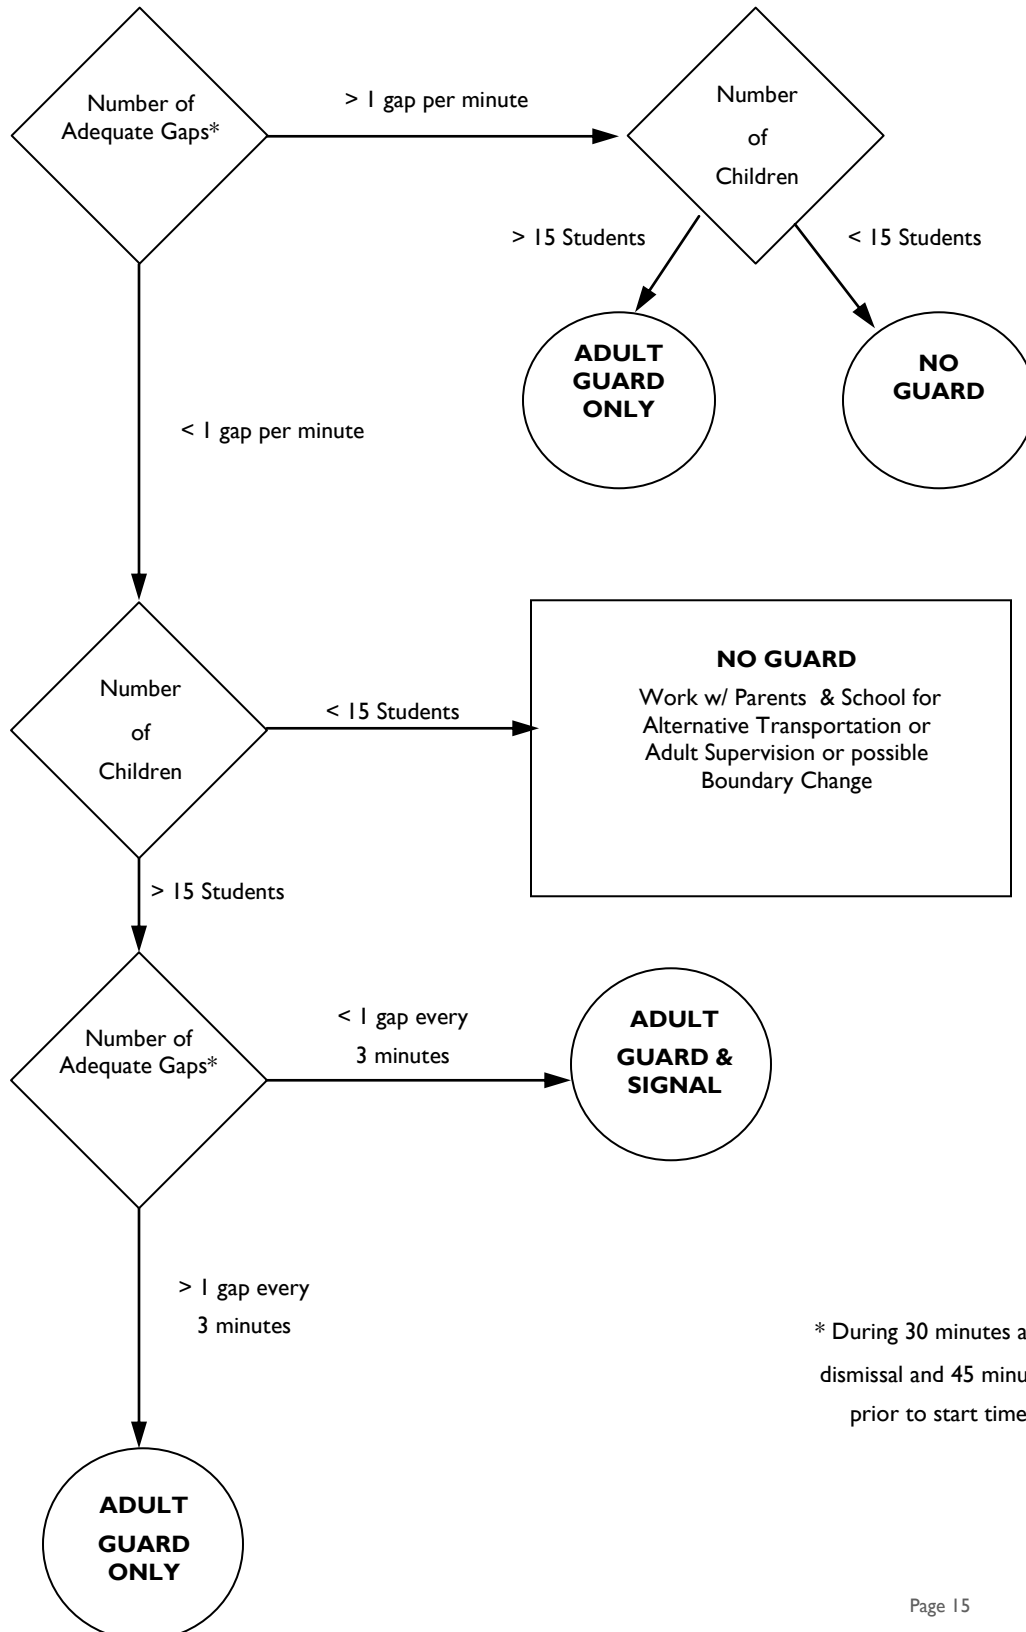 Number of
Adequate Gaps*
> 1 gap per minute
Number
of
Children
> 15 Students
< 15 Students
ADULT
GUARD
ONLY
NO
GUARD
< 1 gap per minute
Number
of
Children
< 15 Students
NO GUARD
Work w/ Parents & School for
Alternative Transportation or
Adult Supervision or possible
Boundary Change
> 15 Students
Number of
Adequate Gaps*
< 1 gap every
3 minutes
ADULT
GUARD &
SIGNAL
> 1 gap every
3 minutes
* During 30 minutes
dismissal and 45
prior to start time
ADULT
GUARD
ONLY
Page 15